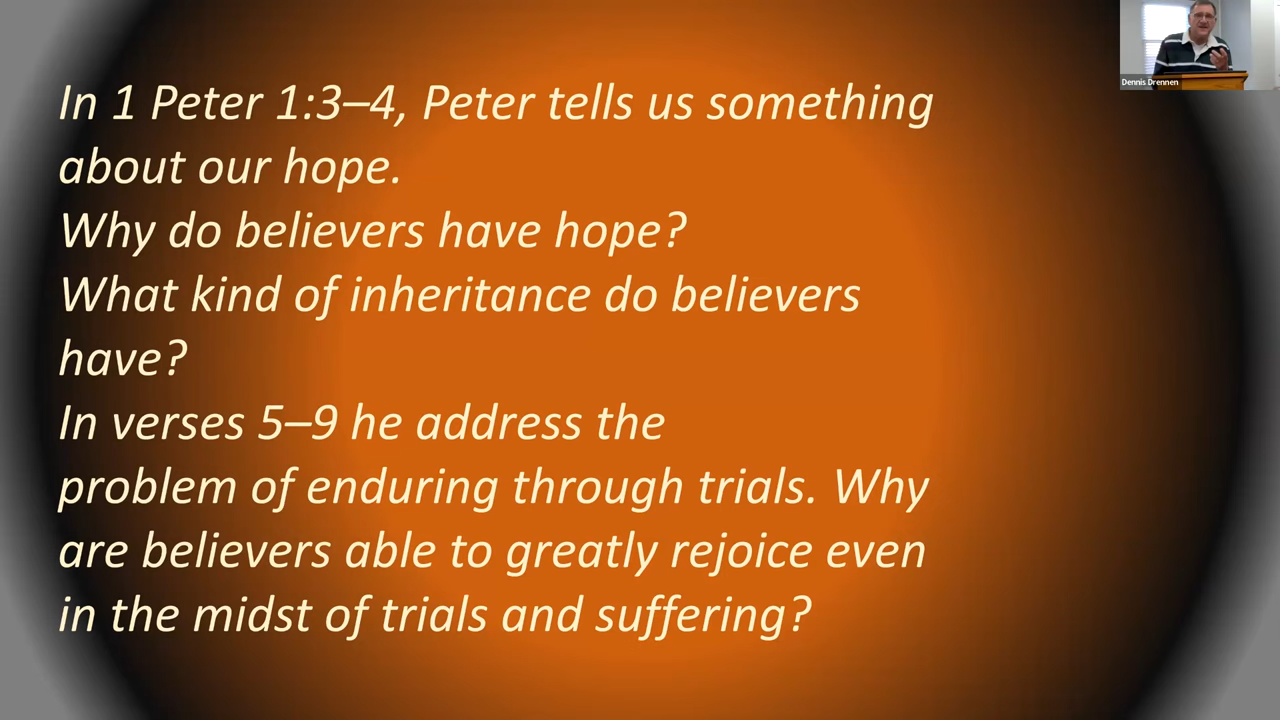 In 1 Peter 1:3–4, Peter tells us something
about our hope.
Why do believers have hope?
What kind of inheritance do believers
have?
In verses 5–9 he address the
problem of enduring through trials. Why
are believers able to greatly rejoice even
in the midst of trials and suffering?
Dennis Drennen